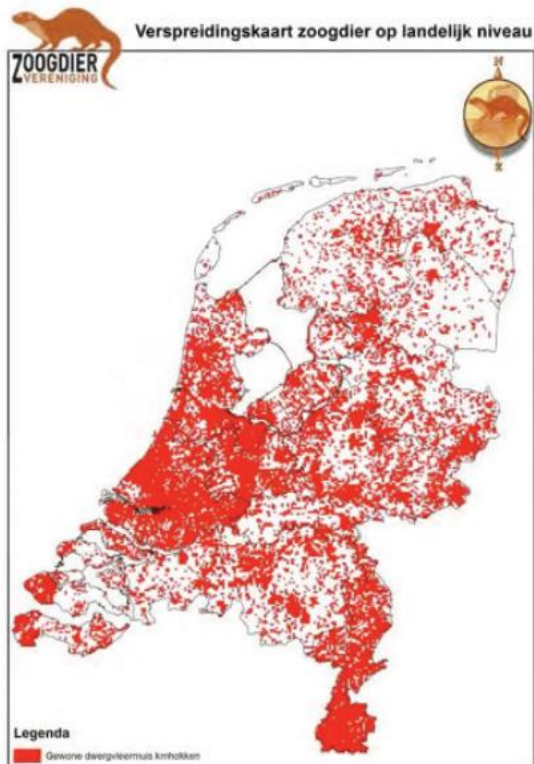 Verspreidingskaart zoogdier op landelijk niveau
ZOOGDIER
VERENIGING
N
Z
Legenda
Gewone dwergvleermuis kmhokken